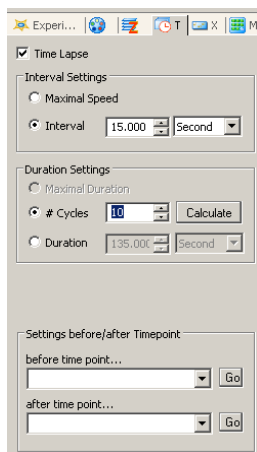 Experi... T X M
Time Lapse
Interval Settings
Maximal Speed
Interval 15.000 Second
Duration Settings
Maximal Duration
# Cycles 10 Calculate
Duration 135.000 Second
Settings before/after Timepoint
before time point...
Go
after time point...
Go